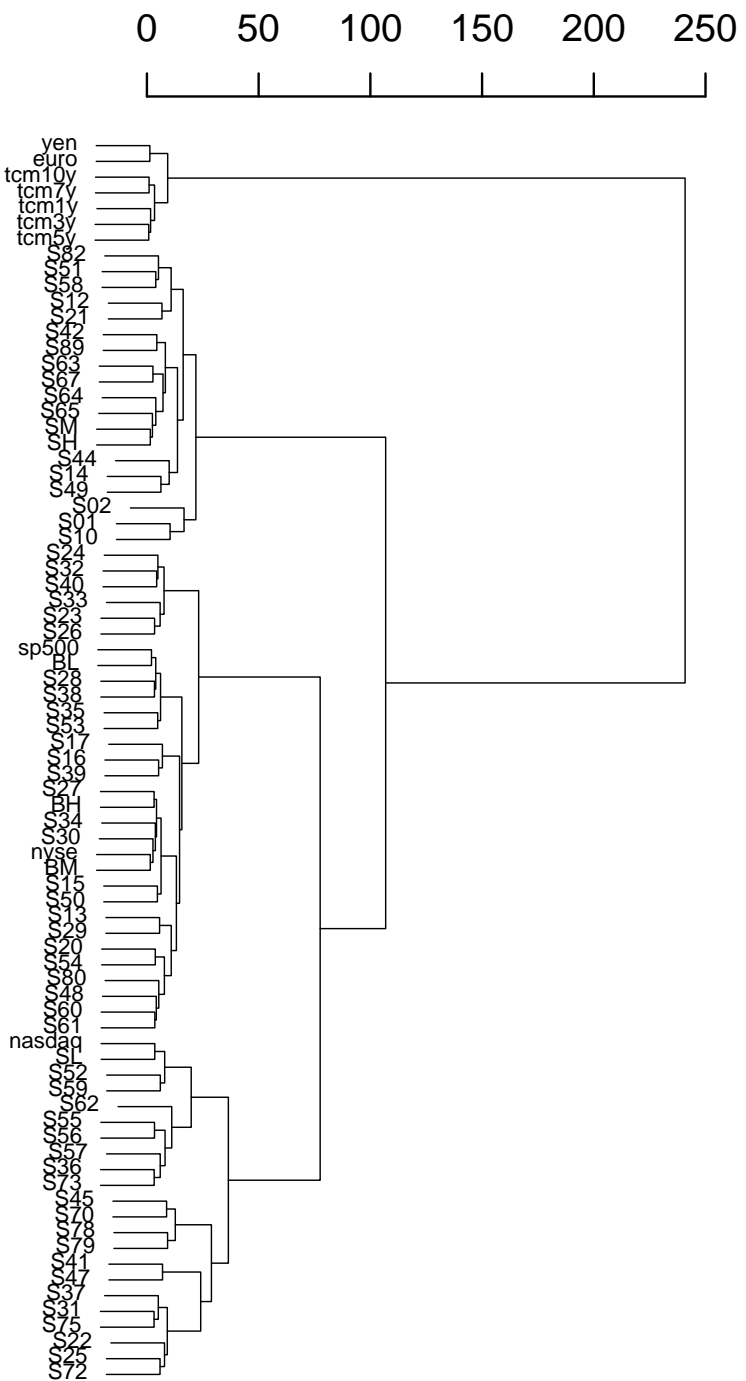 0 50 100 150 200 250
yen
euro
tcm10y
tcm7y
tcm1y
tcm3y
tcm5y
S82
S51
S58
S12
S21
S42
S89
S63
S67
S64
S65
SM
SH
S44
S14
S49
S02
S01
S10
S24
S32
S40
S33
S23
S26
sp500
BL
S28
S38
S35
S53
S17
S16
S39
S27
BH
S34
S30
nyse
BM
S15
S50
S13
S29
S20
S54
S80
S48
S60
S61
nasdaq
SL
S52
S59
S62
S55
S56
S57
S36
S73
S45
S70
S78
S79
S41
S47
S37
S31
S75
S22
S25
S72